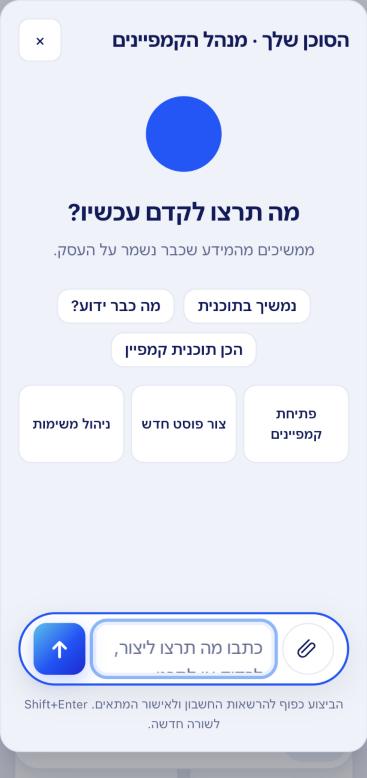 הסוכן שלך · מנהל הקמפיינים
×
מה תרצו לקדם עכשיו?
ממשיכים מהמידע שכבר נשמר על העסק.
נמשיך בתוכנית
מה כבר ידוע?
הכן תוכנית קמפיין
פתיחת
קמפיינים
צור פוסט חדש
ניהול משימות
כתבו מה תרצו ליצור,
הביצוע כפוף להרשאות החשבון ולאישור המתאים. Shift+Enter
לשורה חדשה.